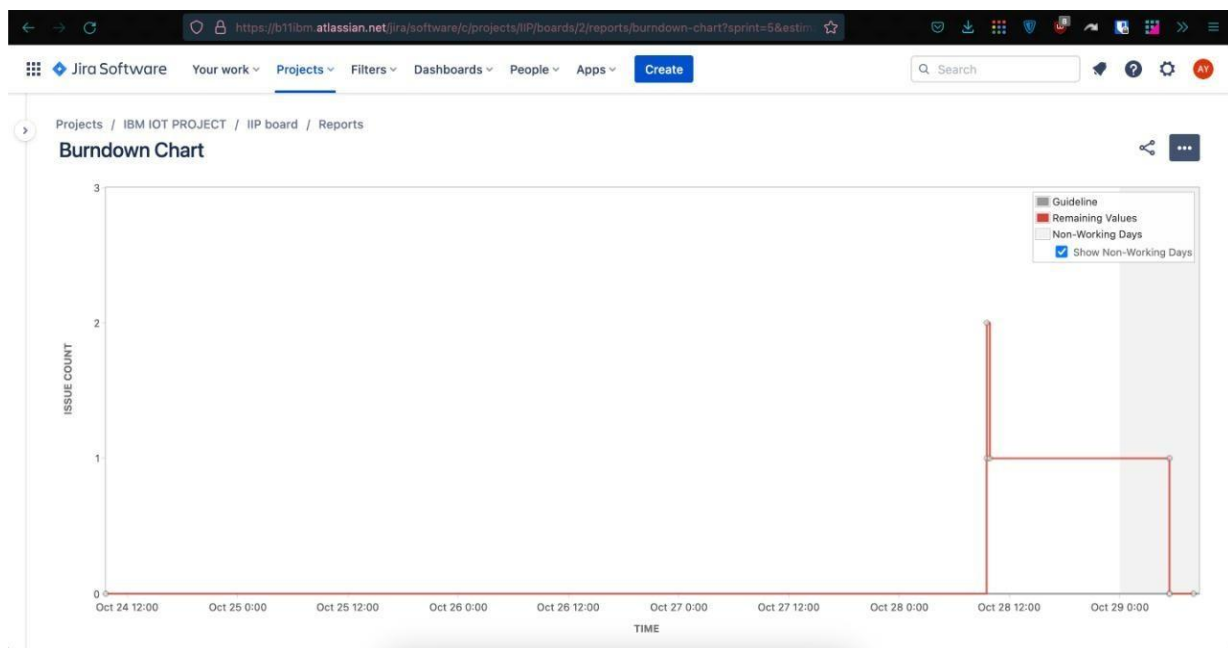 https://b11ibm.atlassian.net/jira/software/c/projects/IIP/boards/2/reports/burndown-chart?sprint=5&estim
8
Jira Software Your work Projects Filters Dashboards People Apps Create Search AY
Projects / IBM IOT PROJECT / IIP board / Reports
Burndown Chart
3
Guideline
Remaining Values
Non-Working Days
Show Non-Working Days
2
ISSUE COUNT
1
0
Oct 24 12:00 Oct 25 0:00 Oct 25 12:00 Oct 26 0:00 Oct 26 12:00 Oct 27 0:00 Oct 27 12:00 Oct 28 0:00 Oct 28 12:00 Oct 29 0:00
TIME